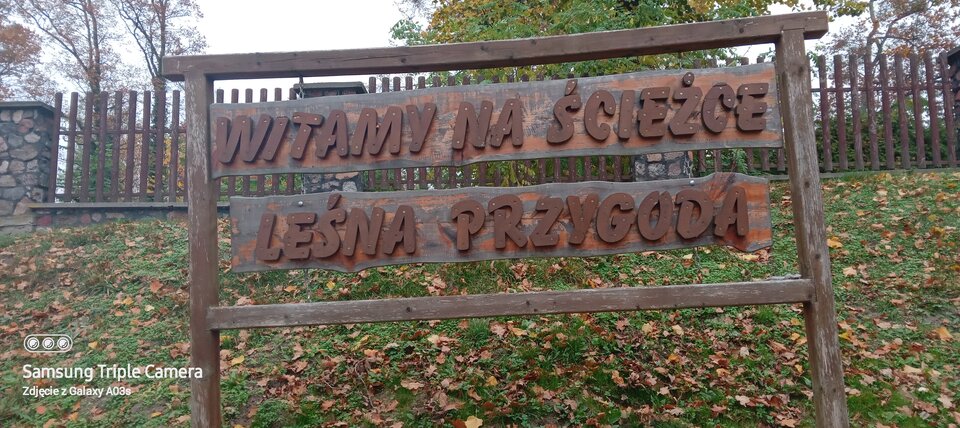 WITAMY NA ŚCIEŻCE
LEŚNA PRZYGODA
Samsung Triple Camera
Zdjęcie z Galaxy A03s